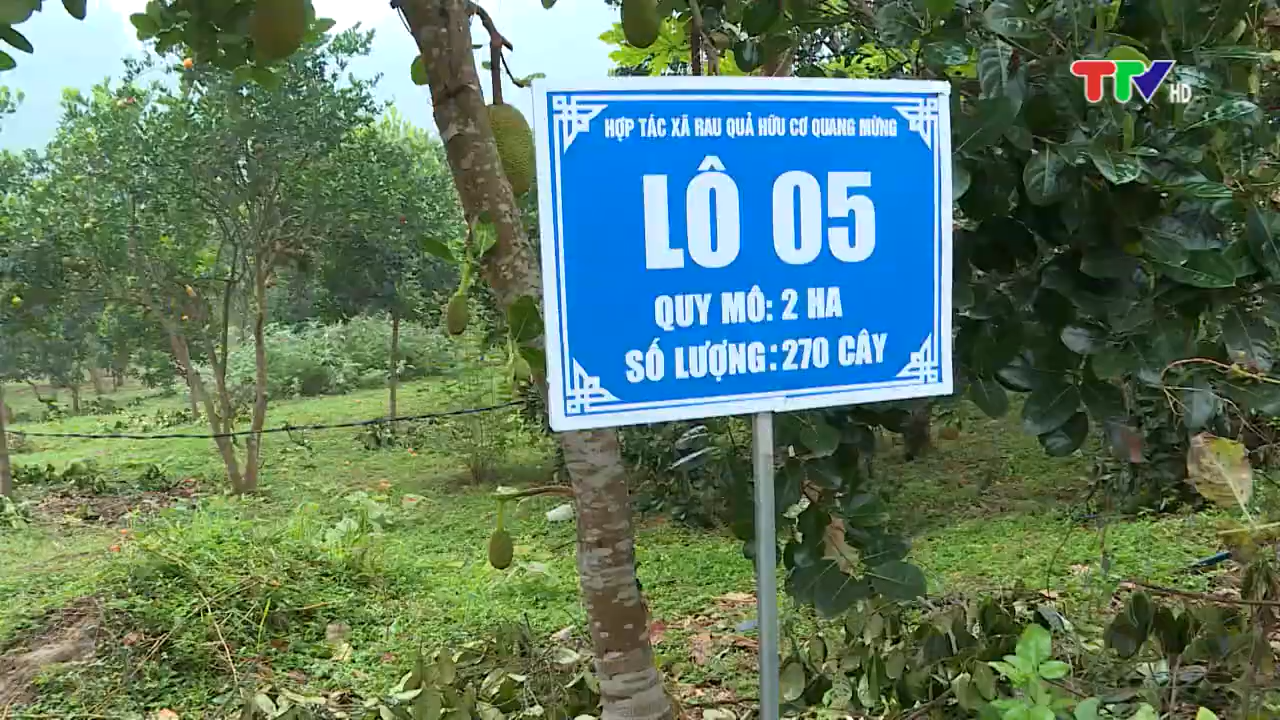 HỢP TÁC XÃ RAU QUẢ HỮU CƠ QUANG MỪNG
LÔ 05
QUY MÔ: 2 HA
SỐ LƯỢNG: 270 CÂY
TTV HD